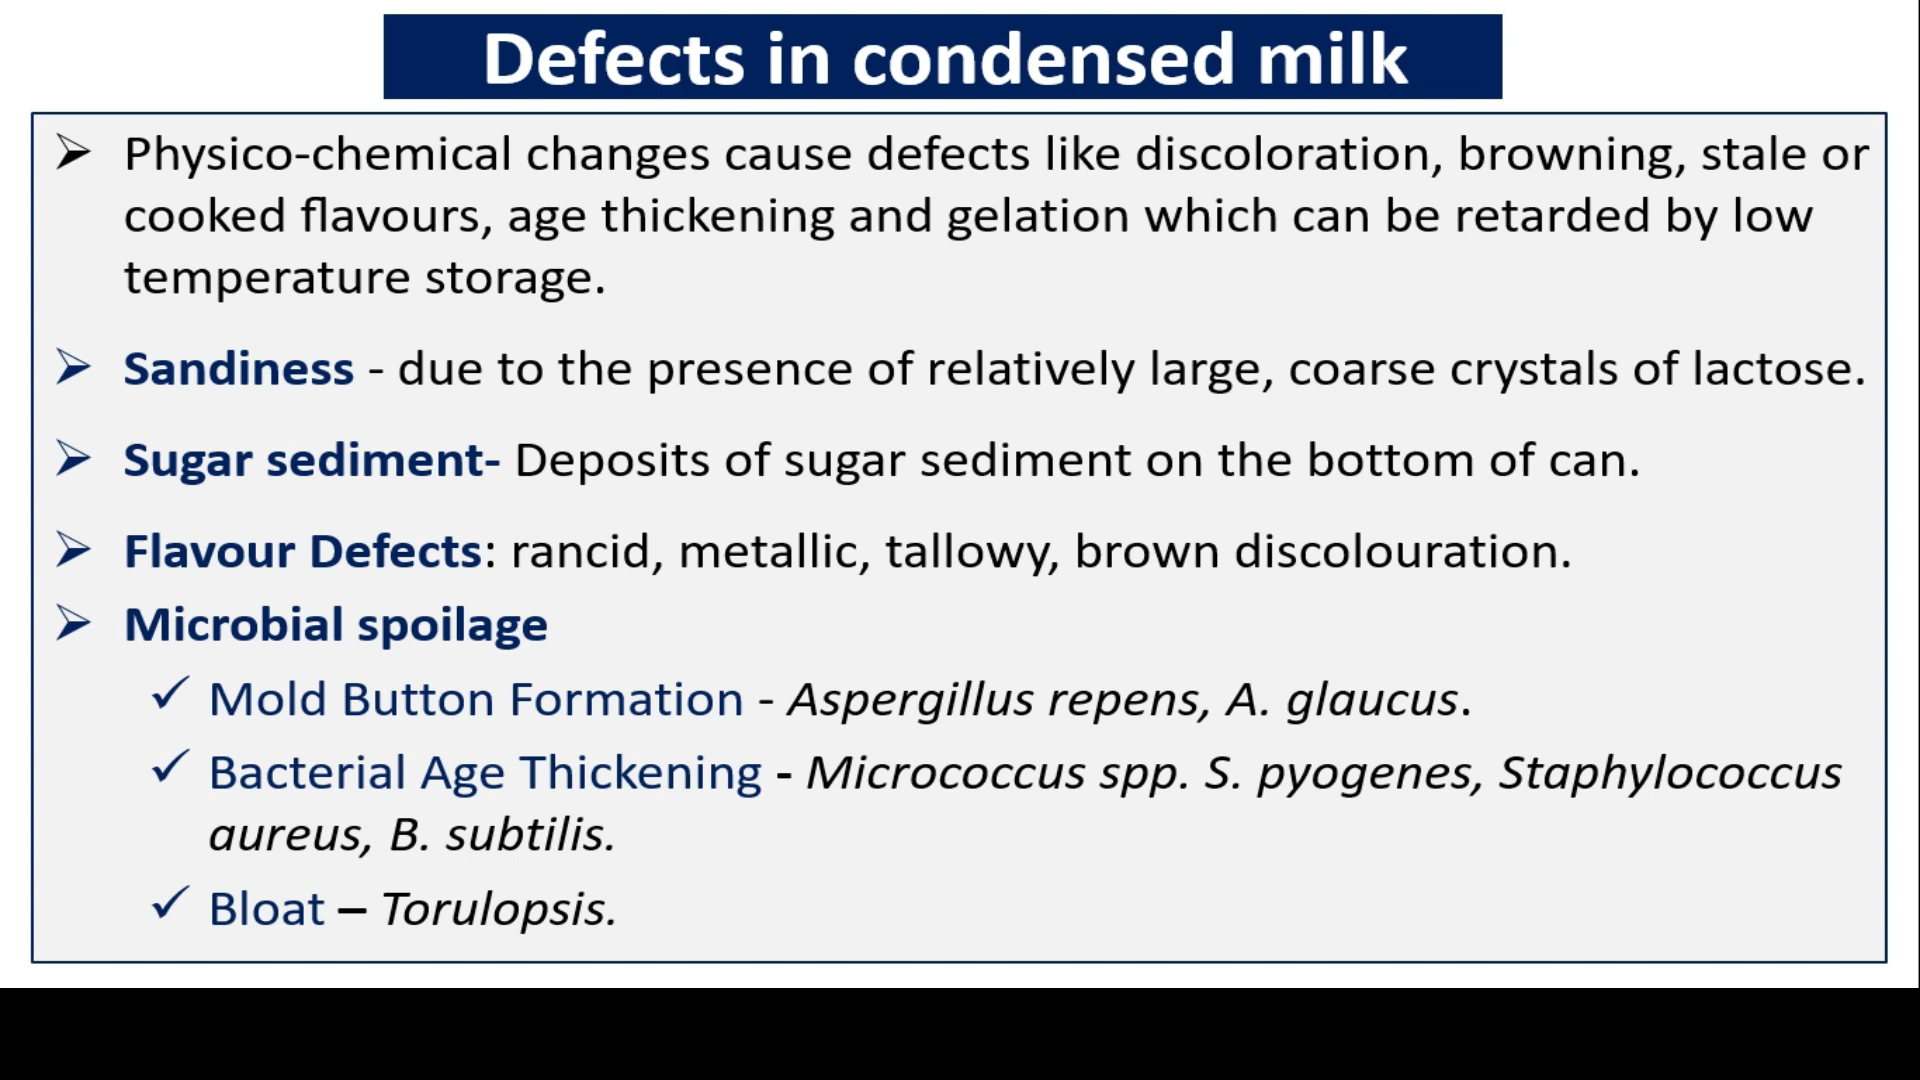 Defects in condensed milk
➢ Physico-chemical changes cause defects like discoloration, browning, stale or
cooked flavours, age thickening and gelation which can be retarded by low
temperature storage.
➢ Sandiness - due to the presence of relatively large, coarse crystals of lactose.
➢ Sugar sediment- Deposits of sugar sediment on the bottom of can.
➢ Flavour Defects: rancid, metallic, tallowy, brown discolouration.
➢ Microbial spoilage
✓ Mold Button Formation - Aspergillus repens, A. glaucus.
✓ Bacterial Age Thickening - Micrococcus spp. S. pyogenes, Staphylococcus
aureus, B. subtilis.
✓ Bloat – Torulopsis.